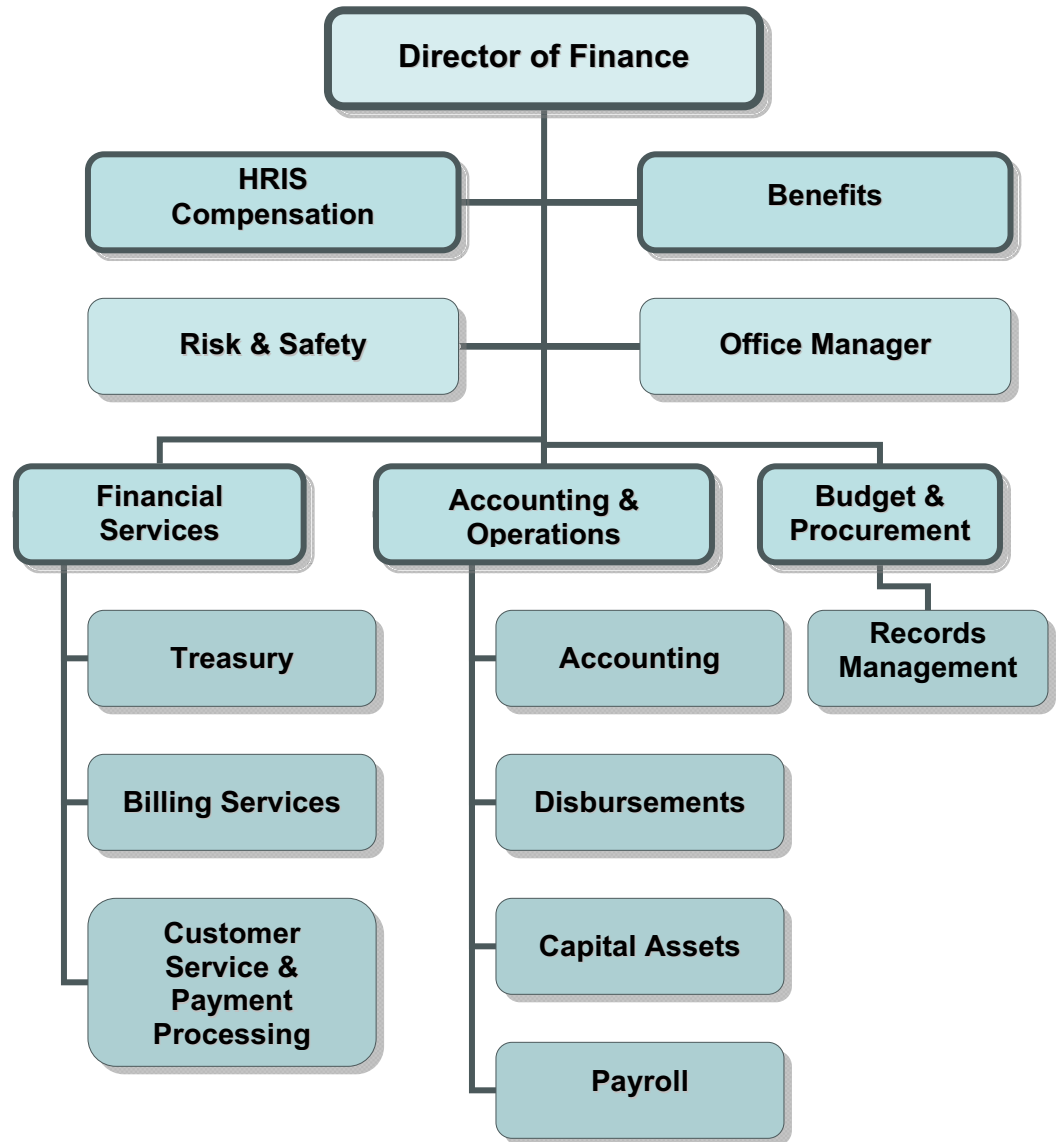 Director of Finance
HRIS
Compensation
Benefits
Risk & Safety
Office Manager
Financial
Services
Accounting &
Operations
Budget &
Procurement
Treasury
Accounting
Records
Management
Billing Services
Disbursements
Customer
Service &
Payment
Processing
Capital Assets
Payroll